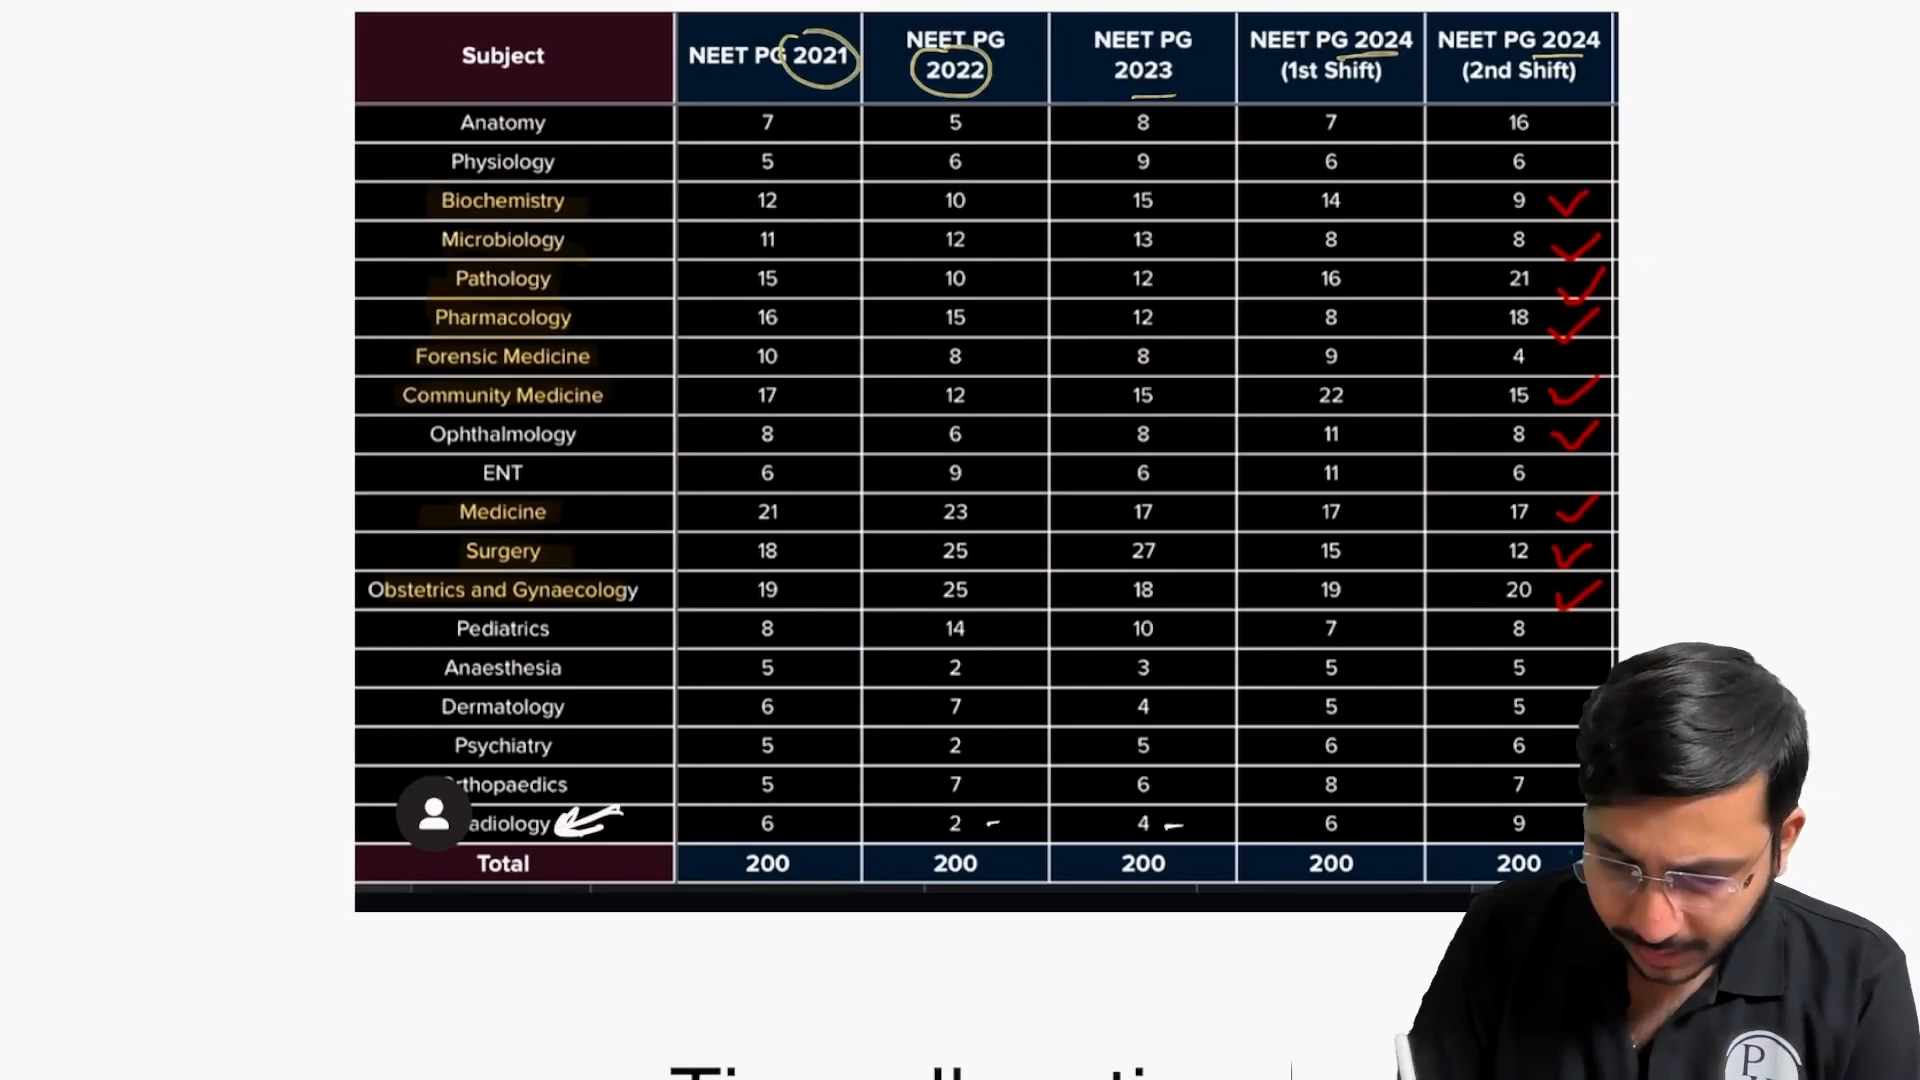 Subject NEET PG 2021 NEET PG 2022 NEET PG 2023 NEET PG 2024 (1st Shift) NEET PG 2024 (2nd Shift)
Anatomy 7 5 8 7 16
Physiology 5 6 9 6 6
Biochemistry 12 10 15 14 9
Microbiology 11 12 13 8 8
Pathology 15 10 12 16 21
Pharmacology 16 15 12 8 18
Forensic Medicine 10 8 8 9 4
Community Medicine 17 12 15 22 15
Ophthalmology 8 6 8 11 8
ENT 6 9 6 11 6
Medicine 21 23 17 17 17
Surgery 18 25 27 15 12
Obstetrics and Gynaecology 19 25 18 19 20
Pediatrics 8 14 10 7 8
Anaesthesia 5 2 3 5 5
Dermatology 6 7 4 5 5
Psychiatry 5 2 5 6 6
rthopaedics 5 7 6 8 7
adiology 6 2 4 6 9
Total 200 200 200 200 200
P